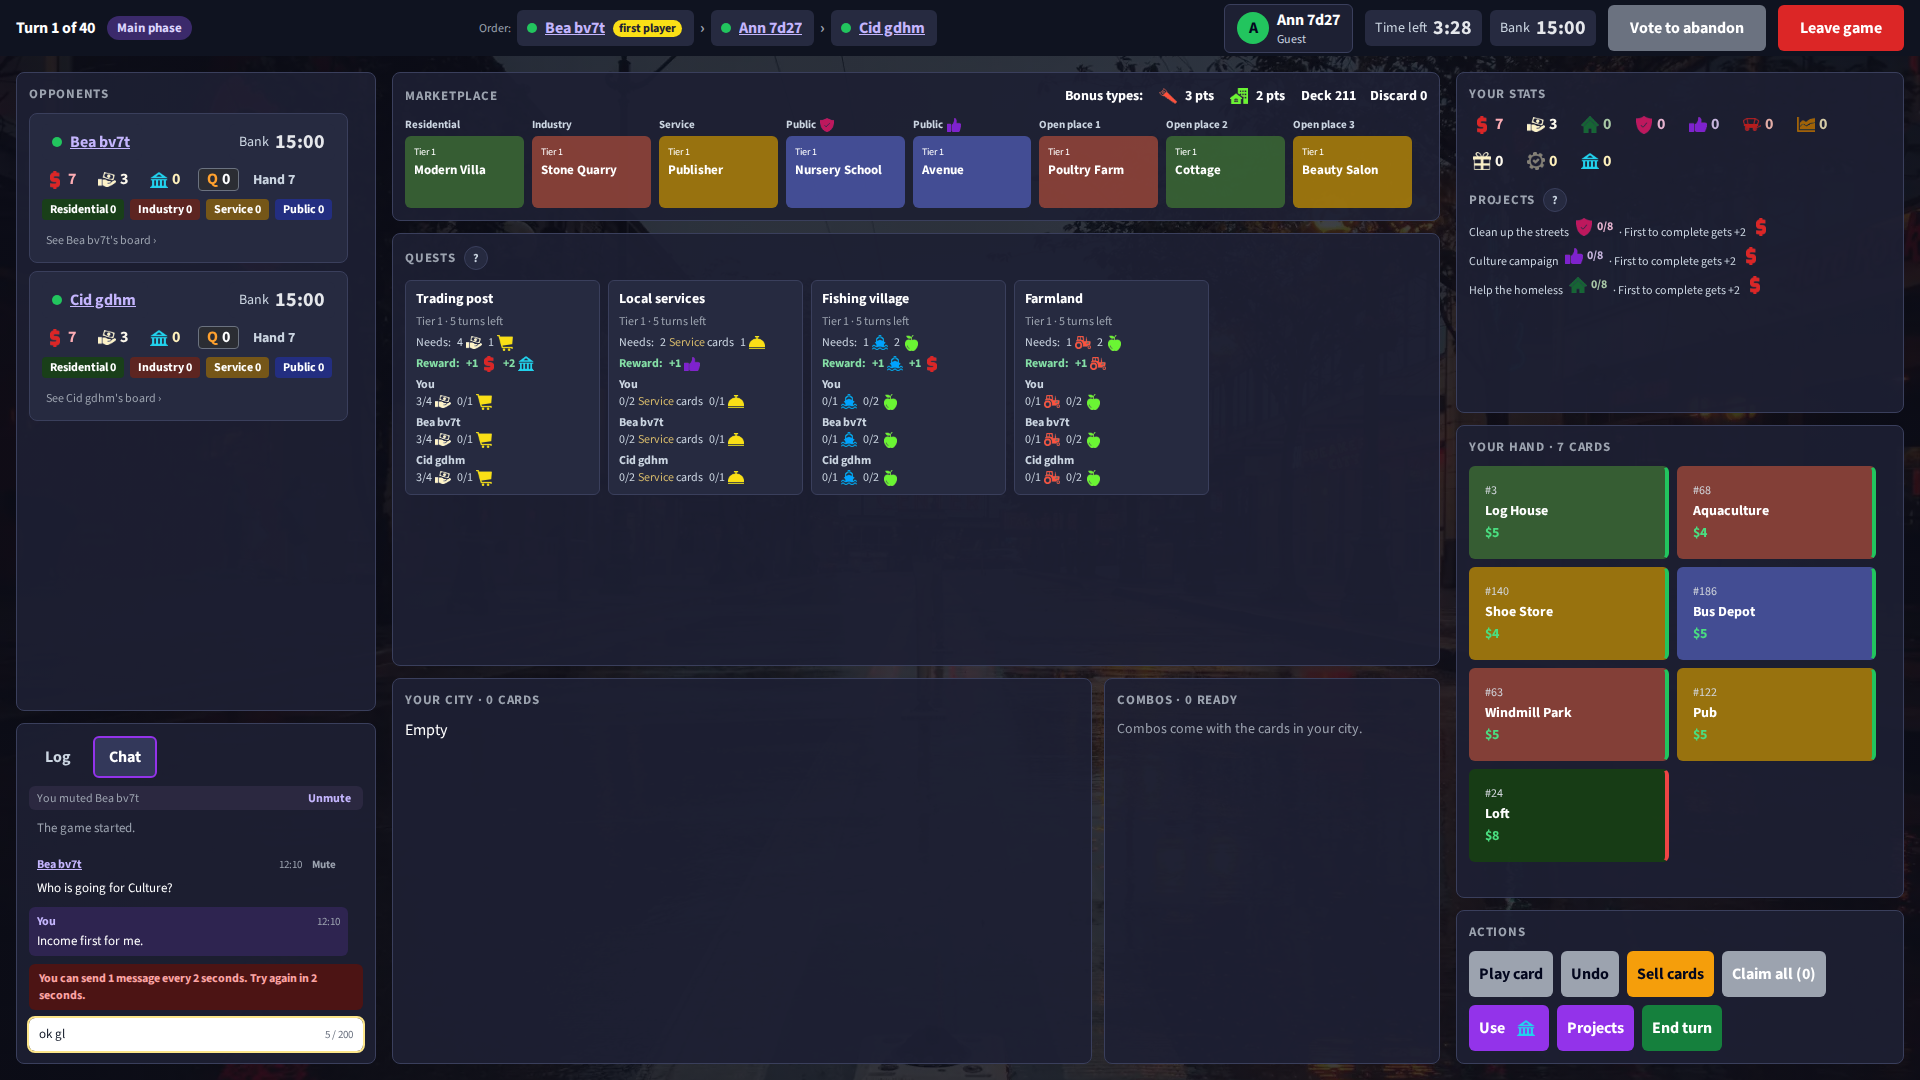 Turn 1 of 40 Main phase Order: Bea bv7t first player › Ann 7d27 › Cid gdhm
A Ann 7d27 Guest Time left 3:28 Bank 15:00 Vote to abandon Leave game
OPPONENTS
Bea bv7t Bank 15:00
7 3 0 Q 0 Hand 7
Residential 0 Industry 0 Service 0 Public 0
See Bea bv7t's board ›
Cid gdhm Bank 15:00
7 3 0 Q 0 Hand 7
Residential 0 Industry 0 Service 0 Public 0
See Cid gdhm's board ›
Log Chat
You muted Bea bv7t Unmute
The game started.
Bea bv7t 12:10 Mute
Who is going for Culture?
You 12:10
Income first for me.
You can send 1 message every 2 seconds. Try again in 2
seconds.
ok gl 5 / 200
MARKETPLACE Bonus types: 3 pts 2 pts Deck 211 Discard 0
Residential Industry Service Public Public Open place 1 Open place 2 Open place 3
Tier 1 Tier 1 Tier 1 Tier 1 Tier 1 Tier 1 Tier 1 Tier 1
Modern Villa Stone Quarry Publisher Nursery School Avenue Poultry Farm Cottage Beauty Salon
QUESTS ?
Trading post
Tier 1 · 5 turns left
Needs: 4 1
Reward: +1 +2
You
3/4 0/1
Bea bv7t
3/4 0/1
Cid gdhm
3/4 0/1
Local services
Tier 1 · 5 turns left
Needs: 2 Service cards 1
Reward: +1
You
0/2 Service cards 0/1
Bea bv7t
0/2 Service cards 0/1
Cid gdhm
0/2 Service cards 0/1
Fishing village
Tier 1 · 5 turns left
Needs: 1 2
Reward: +1 +1
You
0/1 0/2
Bea bv7t
0/1 0/2
Cid gdhm
0/1 0/2
Farmland
Tier 1 · 5 turns left
Needs: 1 2
Reward: +1
You
0/1 0/2
Bea bv7t
0/1 0/2
Cid gdhm
0/1 0/2
YOUR CITY · 0 CARDS
Empty
COMBOS · 0 READY
Combos come with the cards in your city.
YOUR STATS
7 3 0 0 0 0 0
0 0 0
PROJECTS ?
Clean up the streets 0/8 · First to complete gets +2
Culture campaign 0/8 · First to complete gets +2
Help the homeless 0/8 · First to complete gets +2
YOUR HAND · 7 CARDS
#3
Log House
$5
#68
Aquaculture
$4
#140
Shoe Store
$4
#186
Bus Depot
$5
#63
Windmill Park
$5
#122
Pub
$5
#24
Loft
$8
ACTIONS
Play card Undo Sell cards Claim all (0)
Use Projects End turn